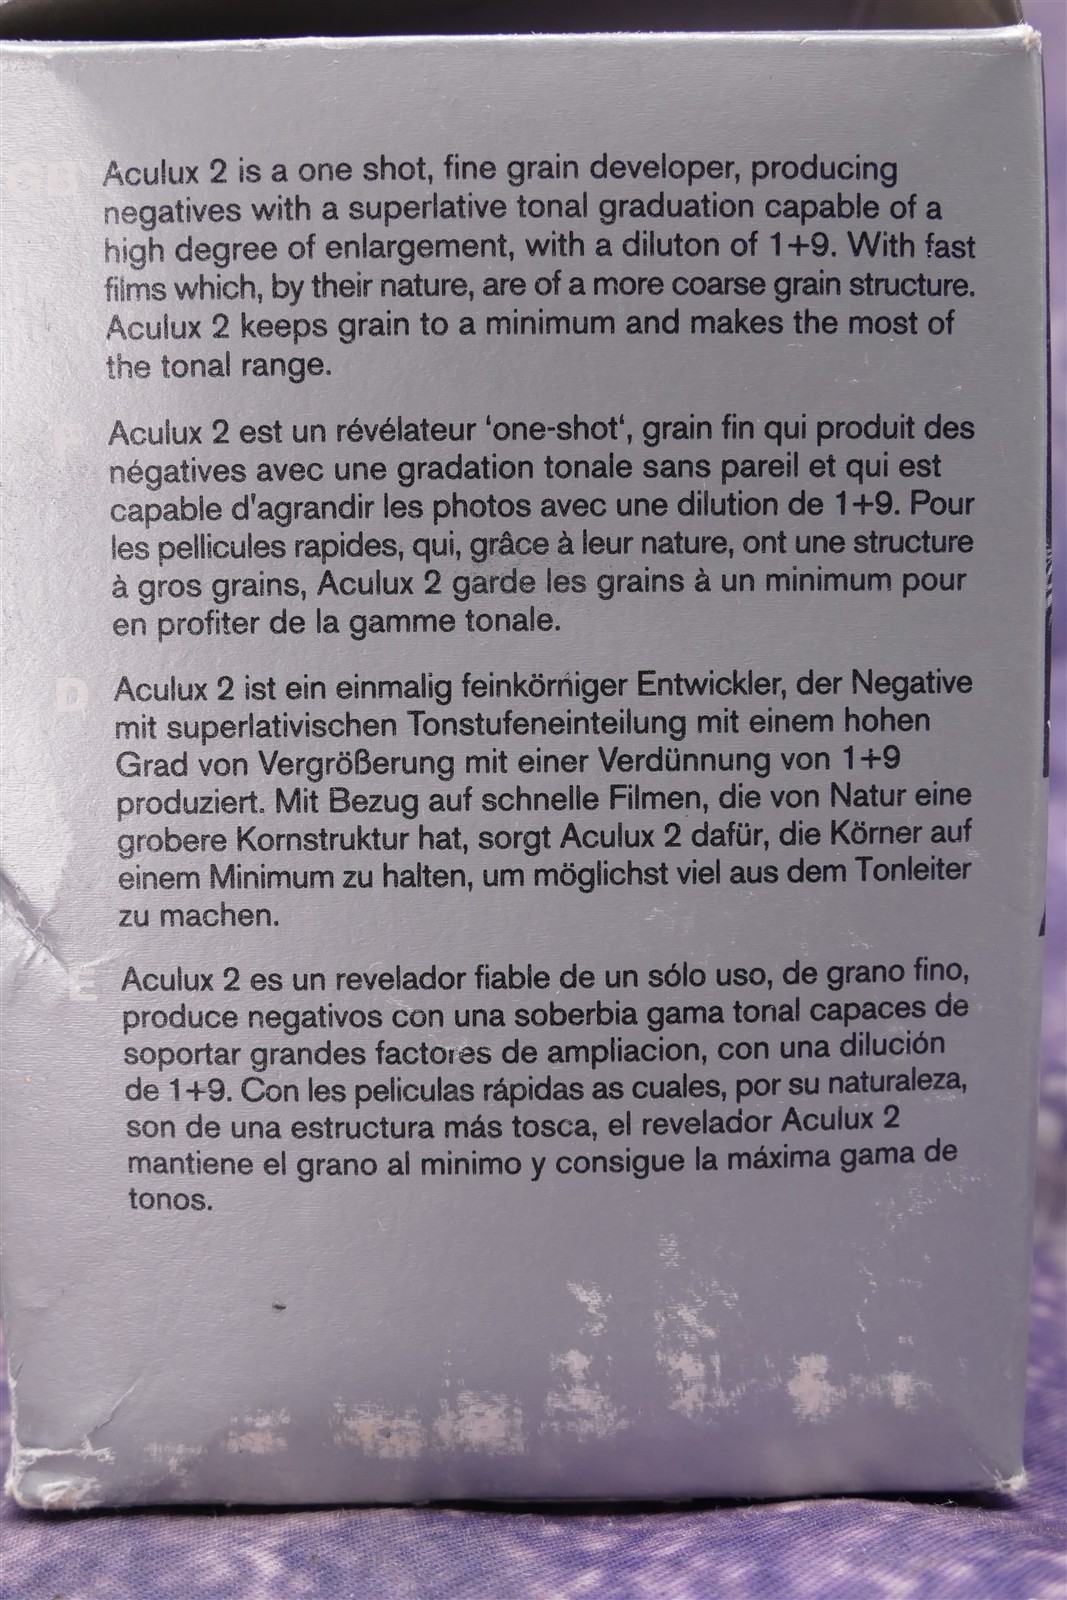 GB Aculux 2 is a one shot, fine grain developer, producing
negatives with a superlative tonal graduation capable of a
high degree of enlargement, with a diluton of 1+9. With fast
films which, by their nature, are of a more coarse grain structure.
Aculux 2 keeps grain to a minimum and makes the most of
the tonal range.
F Aculux 2 est un révélateur ‘one-shot‘, grain fin qui produit des
négatives avec une gradation tonale sans pareil et qui est
capable d'agrandir les photos avec une dilution de 1+9. Pour
les pellicules rapides, qui, grâce à leur nature, ont une structure
à gros grains, Aculux 2 garde les grains à un minimum pour
en profiter de la gamme tonale.
D Aculux 2 ist ein einmalig feinkörniger Entwickler, der Negative
mit superlativischen Tonstufeneinteilung mit einem hohen
Grad von Vergrößerung mit einer Verdünnung von 1+9
produziert. Mit Bezug auf schnelle Filmen, die von Natur eine
grobere Kornstruktur hat, sorgt Aculux 2 dafür, die Körner auf
einem Minimum zu halten, um möglichst viel aus dem Tonleiter
zu machen.
E Aculux 2 es un revelador fiable de un sólo uso, de grano fino,
produce negativos con una soberbia gama tonal capaces de
soportar grandes factores de ampliacion, con una dilución
de 1+9. Con les peliculas rápidas as cuales, por su naturaleza,
son de una estructura más tosca, el revelador Aculux 2
mantiene el grano al minimo y consigue la máxima gama de
tonos.